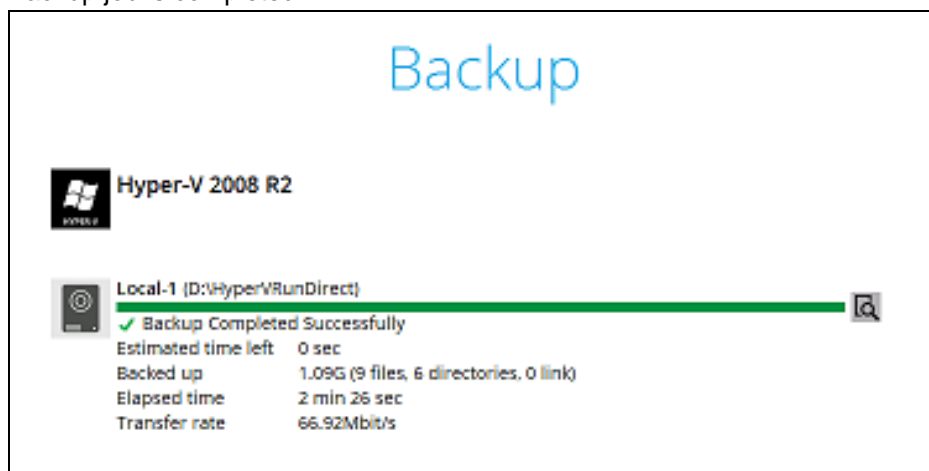 Backup
Hyper-V 2008 R2
HYPER-V
Local-1 (D:\HyperVRunDirect)
Backup Completed Successfully
Estimated time left 0 sec
Backed up 1.09G (9 files, 6 directories, 0 link)
Elapsed time 2 min 26 sec
Transfer rate 66.92Mbit/s